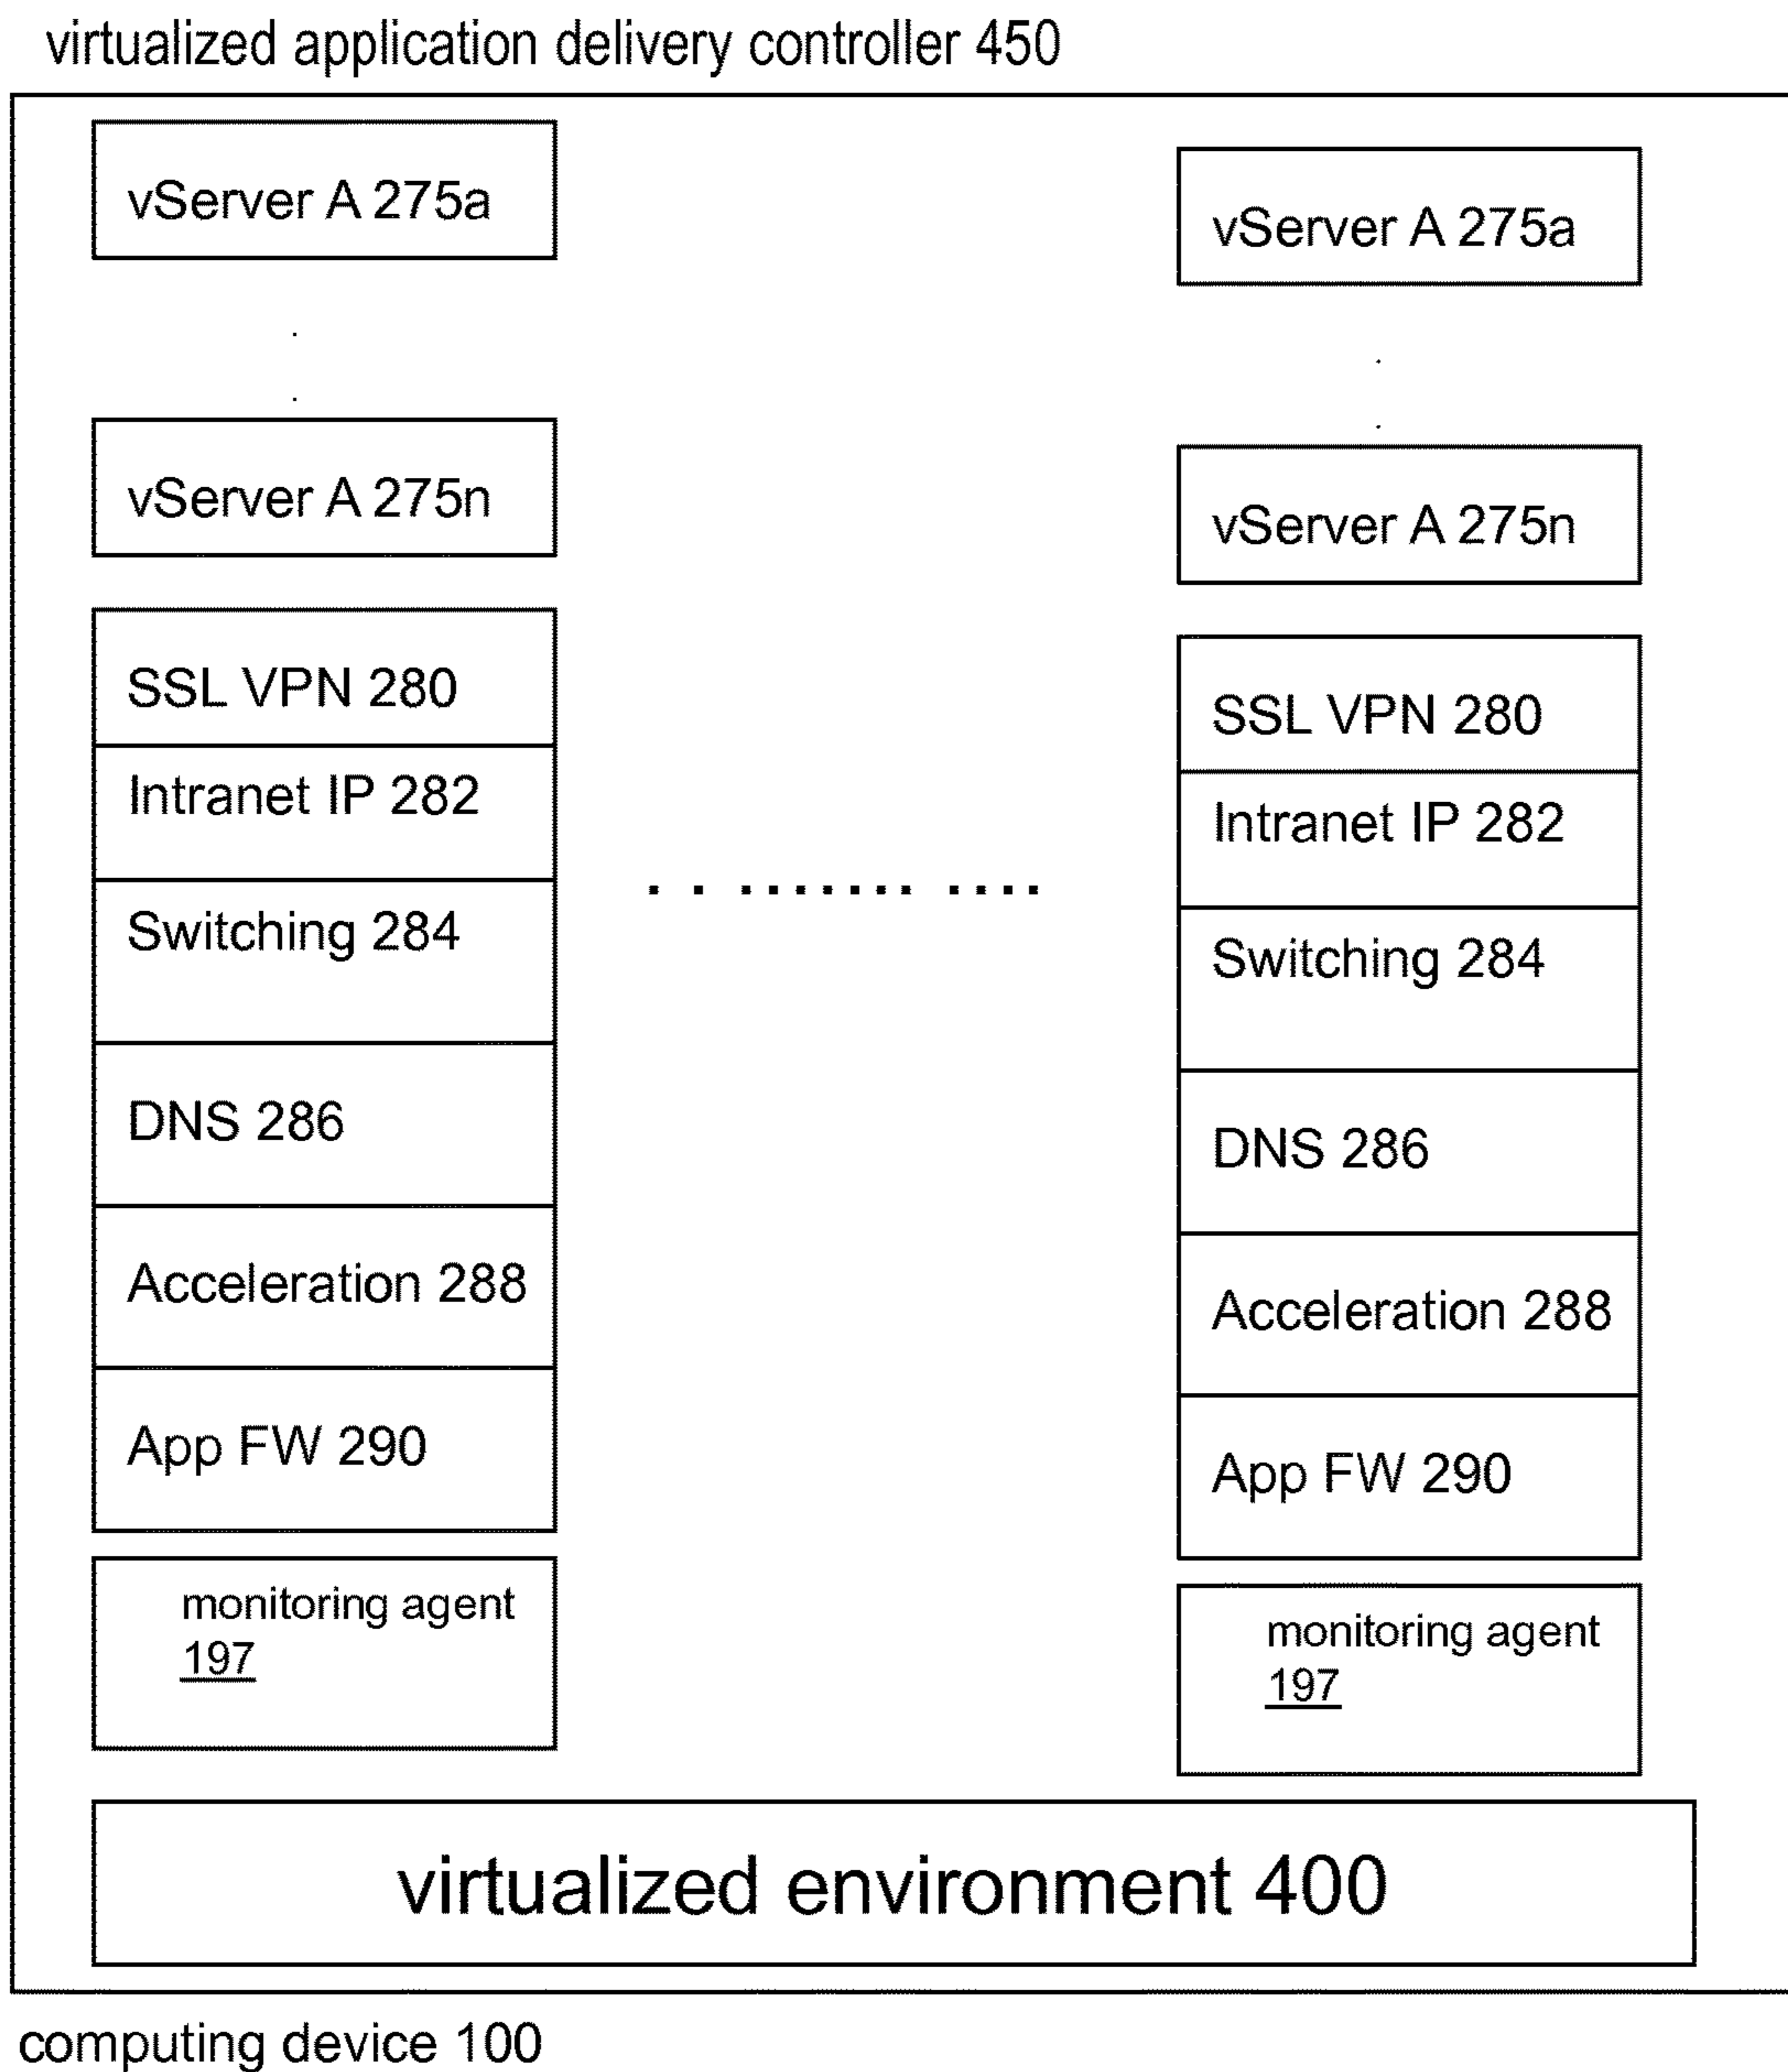 virtualized application delivery controller 450
vServer A 275a
vServer A 275n
SSL VPN 280
Intranet IP 282
Switching 284
DNS 286
Acceleration 288
App FW 290
monitoring agent
197
vServer A 275a
vServer A 275n
SSL VPN 280
Intranet IP 282
Switching 284
DNS 286
Acceleration 288
App FW 290
monitoring agent
197
virtualized environment 400
computing device 100